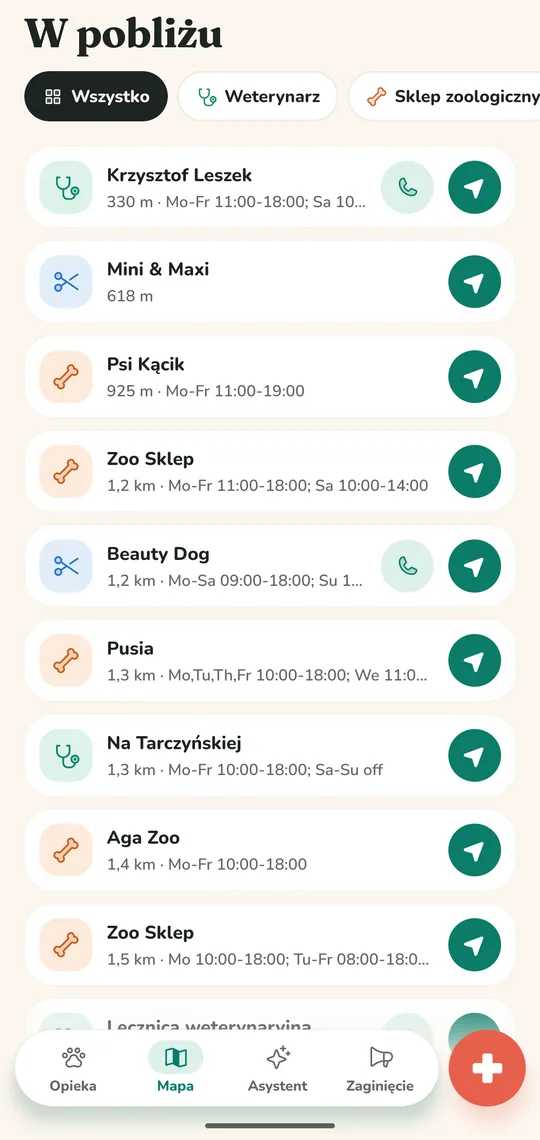 W pobliżu
Wszystko
Weterynarz
Sklep zoologiczny
Krzysztof Leszek
330 m · Mo-Fr 11:00-18:00; Sa 10...
Mini & Maxi
618 m
Psi Kącik
925 m · Mo-Fr 11:00-19:00
Zoo Sklep
1,2 km · Mo-Fr 11:00-18:00; Sa 10:00-14:00
Beauty Dog
1,2 km · Mo-Sa 09:00-18:00; Su 1...
Pusia
1,3 km · Mo,Tu,Th,Fr 10:00-18:00; We 11:0...
Na Tarczyńskiej
1,3 km · Mo-Fr 10:00-18:00; Sa-Su off
Aga Zoo
1,4 km · Mo-Fr 10:00-18:00
Zoo Sklep
1,5 km · Mo 10:00-18:00; Tu-Fr 08:00-18:0...
Lecznica weterynaryjna
Opieka
Mapa
Asystent
Zaginięcie